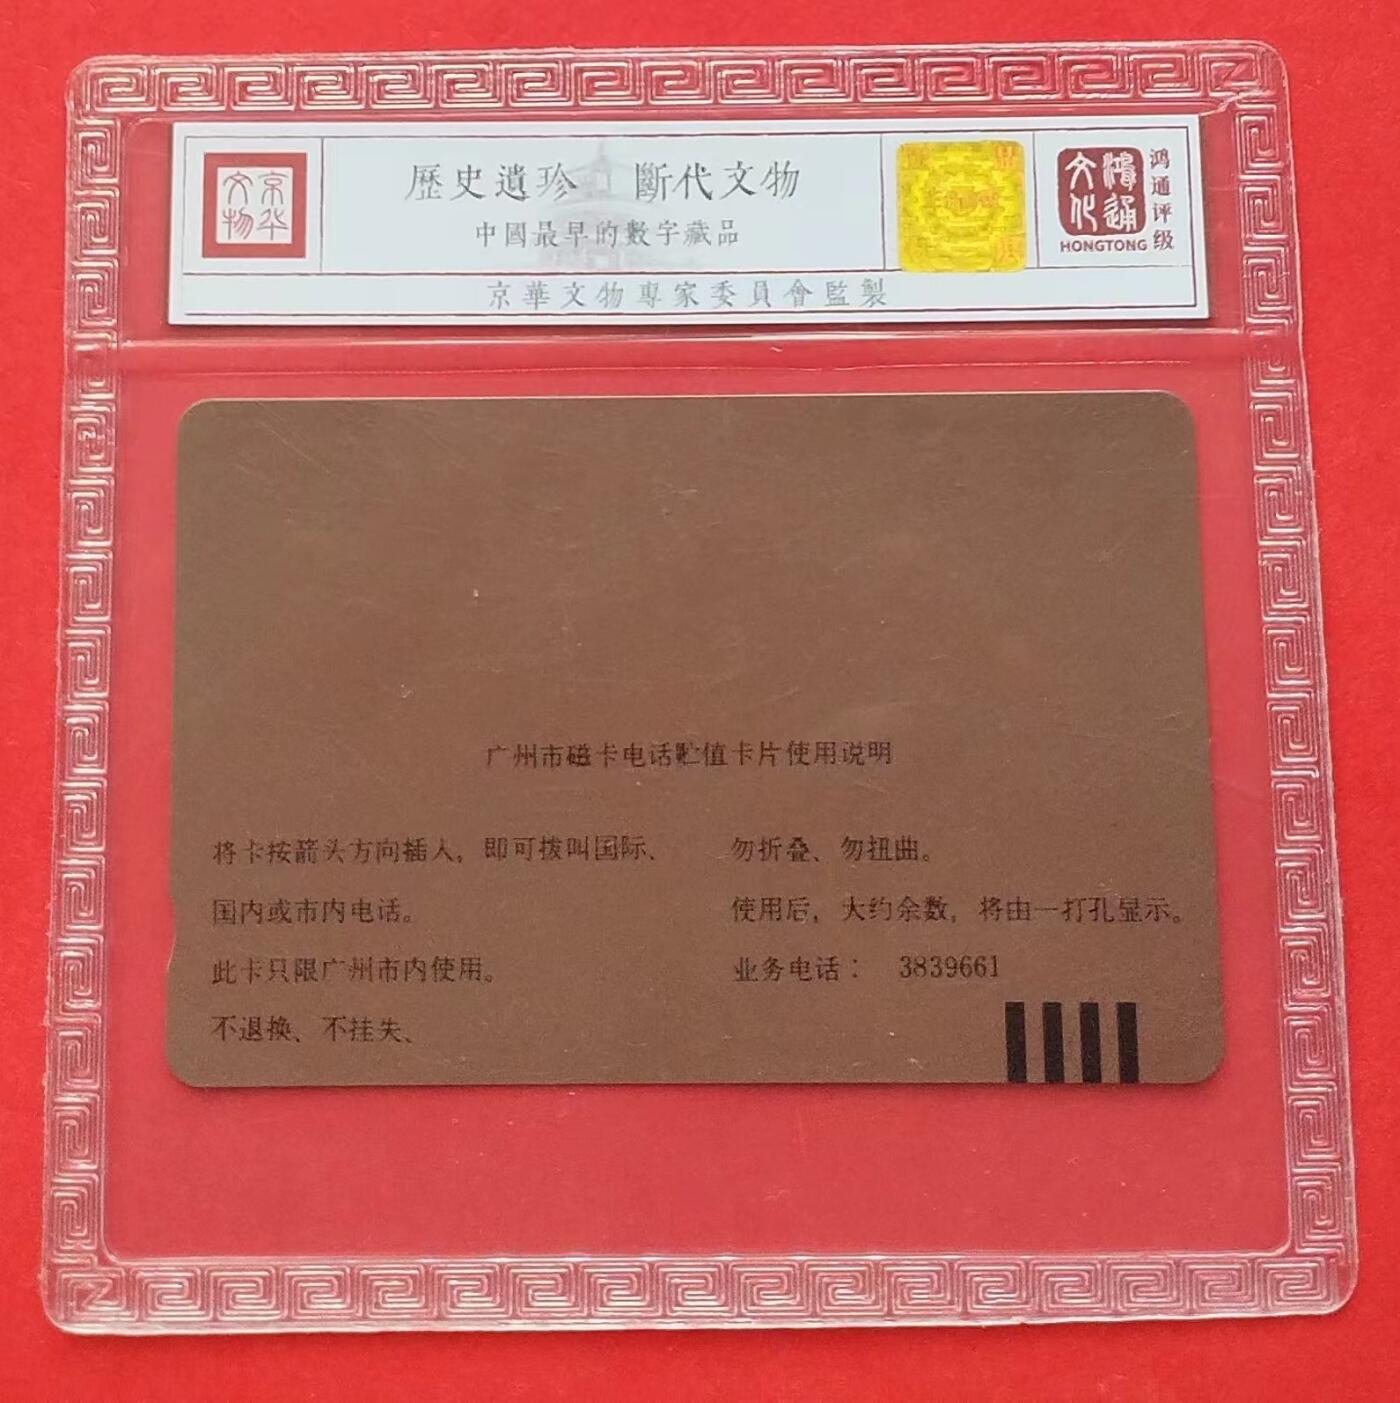 京华
文物
歷史遺珍 斷代文物
中國最早的數字藏品
京華文物專家委員會監製
鴻通
文化
HONGTONG
鸿通评级
广州市磁卡电话贮值卡片使用说明
将卡按箭头方向插入，即可拨叫国际、
国内或市内电话。
此卡只限广州市内使用。
不退换、不挂失、
勿折叠、勿扭曲。
使用后，大约余数，将由一打孔显示。
业务电话： 3839661